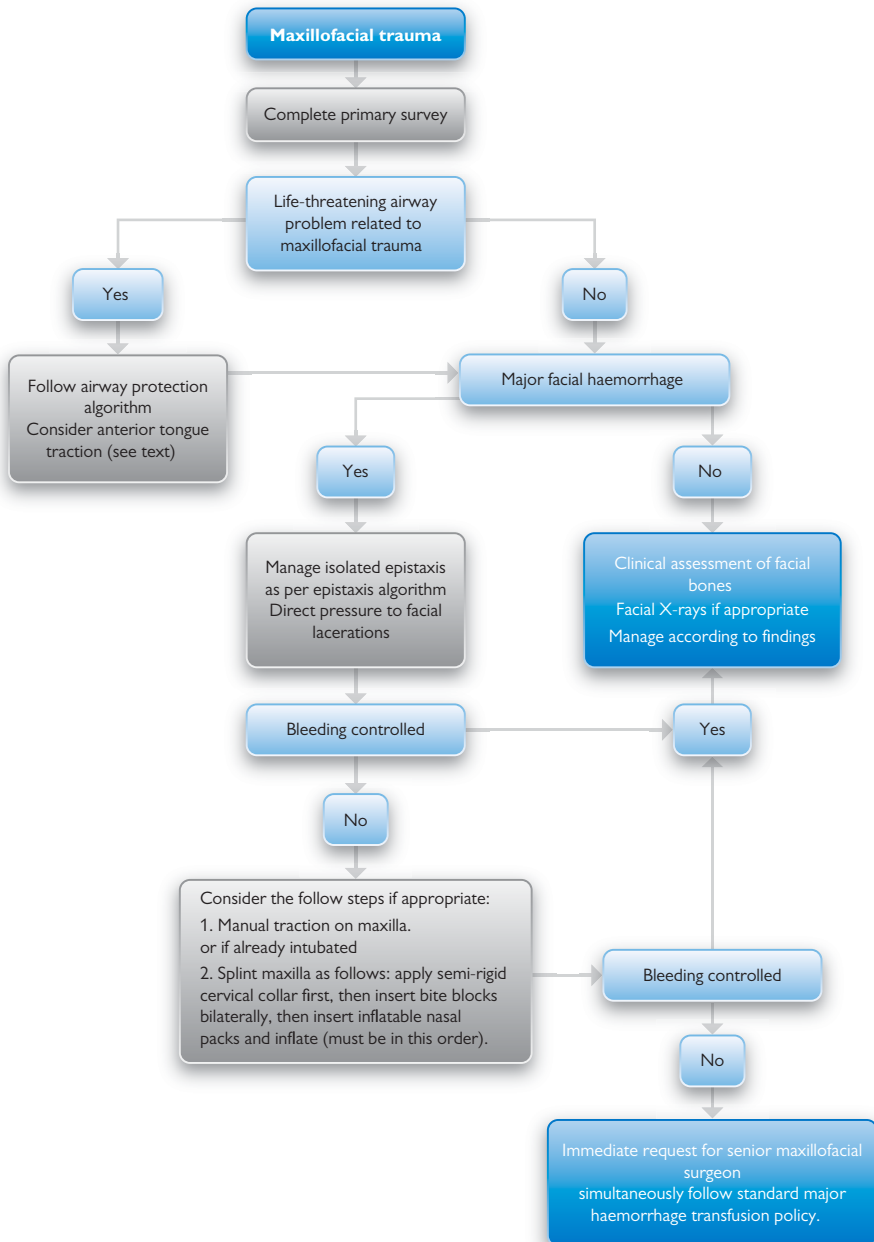 Maxillofacial trauma
Complete primary survey
Life-threatening airway
problem related to
maxillofacial trauma
Yes
No
Follow airway protection
algorithm
Consider anterior tongue
traction (see text)
Major facial haemorrhage
Yes
No
Manage isolated epistaxis
as per epistaxis algorithm
Direct pressure to facial
lacerations
Clinical assessment of facial
bones
Facial X-rays if appropriate
Manage according to findings
Bleeding controlled
Yes
No
Consider the follow steps if appropriate:
1. Manual traction on maxilla.
or if already intubated
2. Splint maxilla as follows: apply semi-rigid
cervical collar first, then insert bite blocks
bilaterally, then insert inflatable nasal
packs and inflate (must be in this order).
Bleeding controlled
No
Immediate request for senior maxillofacial
surgeon
simultaneously follow standard major
haemorrhage transfusion policy.